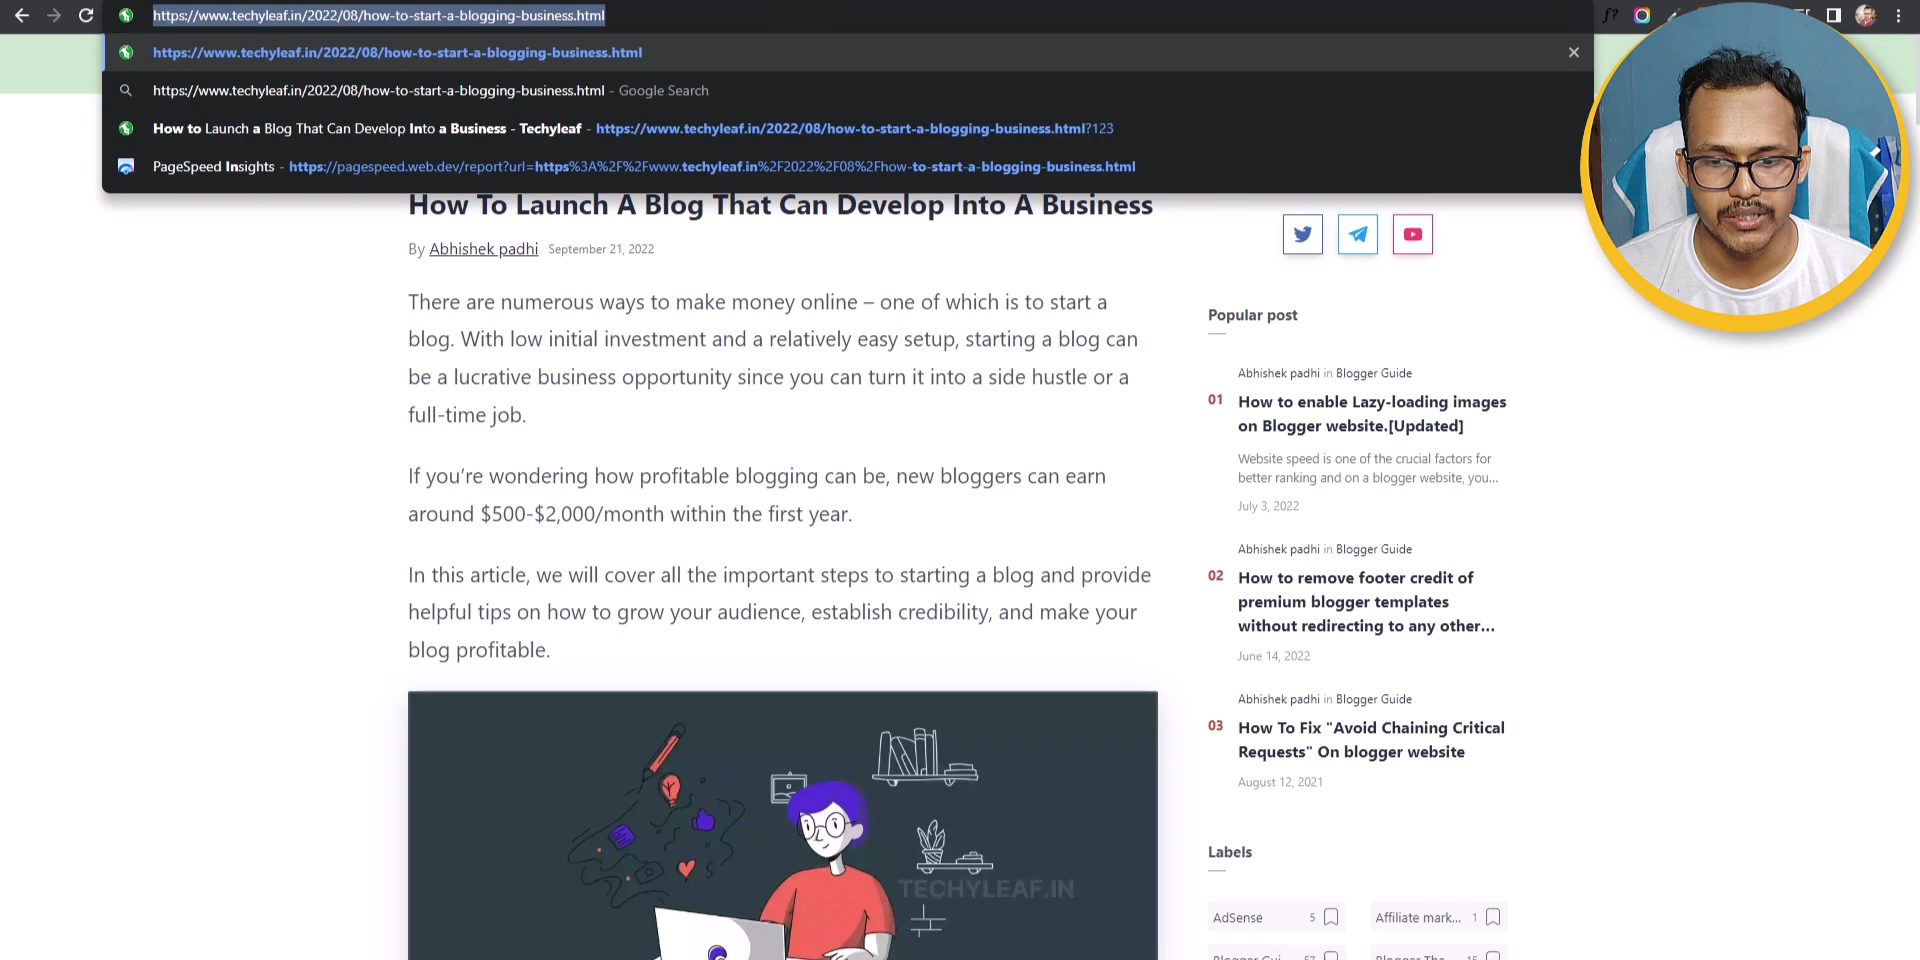 https://www.techyleaf.in/2022/08/how-to-start-a-blogging-business.html
f?
https://www.techyleaf.in/2022/08/how-to-start-a-blogging-business.html
https://www.techyleaf.in/2022/08/how-to-start-a-blogging-business.html - Google Search
How to Launch a Blog That Can Develop Into a Business - Techyleaf - https://www.techyleaf.in/2022/08/how-to-start-a-blogging-business.html?123
PageSpeed Insights - https://pagespeed.web.dev/report?url=https%3A%2F%2Fwww.techyleaf.in%2F2022%2F08%2Fhow-to-start-a-blogging-business.html
How To Launch A Blog That Can Develop Into A Business
By Abhishek padhi September 21, 2022
There are numerous ways to make money online – one of which is to start a
blog. With low initial investment and a relatively easy setup, starting a blog can
be a lucrative business opportunity since you can turn it into a side hustle or a
full-time job.
If you’re wondering how profitable blogging can be, new bloggers can earn
around $500-$2,000/month within the first year.
In this article, we will cover all the important steps to starting a blog and provide
helpful tips on how to grow your audience, establish credibility, and make your
blog profitable.
TECHYLEAF.IN
Popular post
Abhishek padhi in Blogger Guide
01 How to enable Lazy-loading images
on Blogger website.[Updated]
Website speed is one of the crucial factors for
better ranking and on a blogger website, you...
July 3, 2022
Abhishek padhi in Blogger Guide
02 How to remove footer credit of
premium blogger templates
without redirecting to any other...
June 14, 2022
Abhishek padhi in Blogger Guide
03 How To Fix "Avoid Chaining Critical
Requests" On blogger website
August 12, 2021
Labels
AdSense 5
Affiliate mark... 1